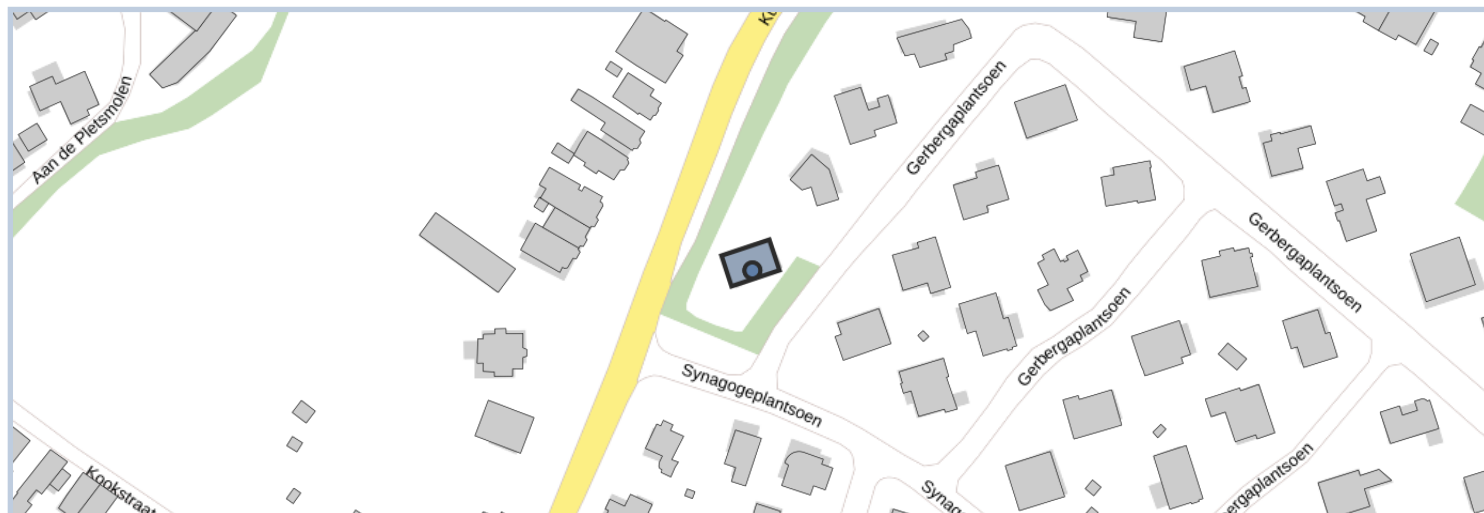 Aan de Pletsmolen
Gerbergaplantsoen
Gerbergaplantsoen
Gerbergaplantsoen
Synagogeplantsoen
Kookstraat